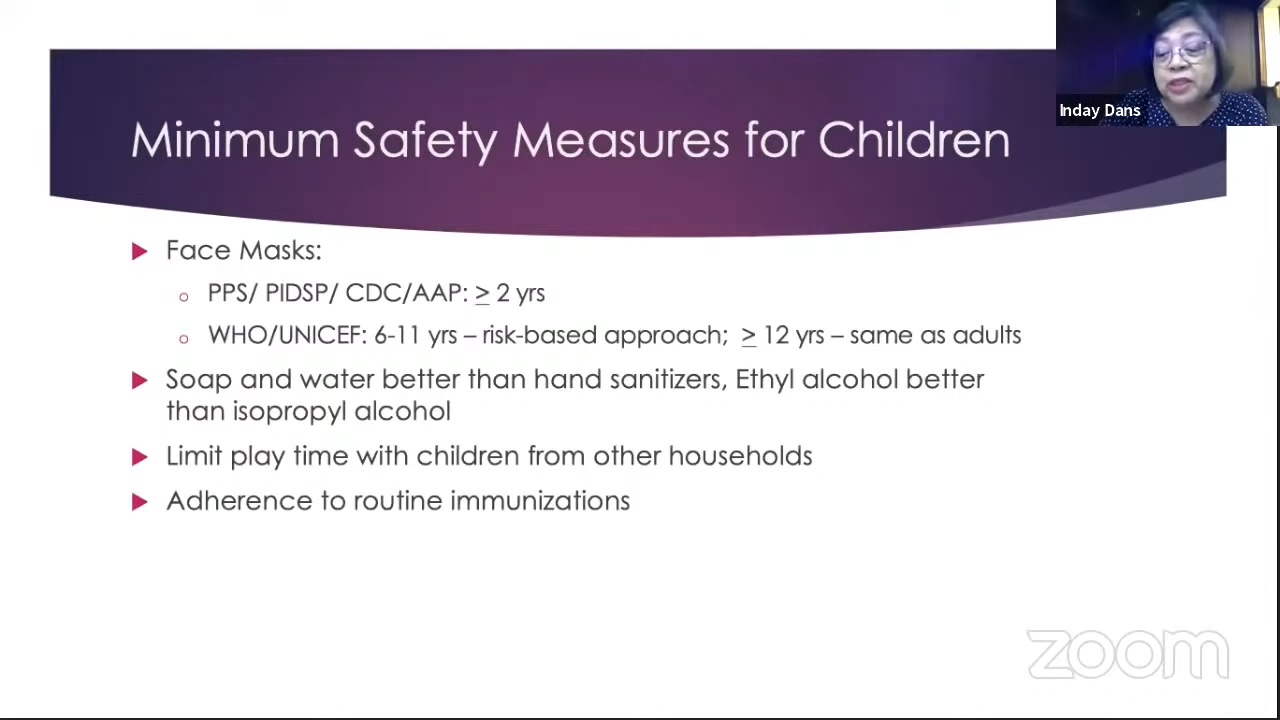 Inday Dans
Minimum Safety Measures for Children
Face Masks:
PPS/ PIDSP/ CDC/AAP: ≥ 2 yrs
WHO/UNICEF: 6-11 yrs – risk-based approach; ≥ 12 yrs – same as adults
Soap and water better than hand sanitizers, Ethyl alcohol better
than isopropyl alcohol
Limit play time with children from other households
Adherence to routine immunizations
zoom